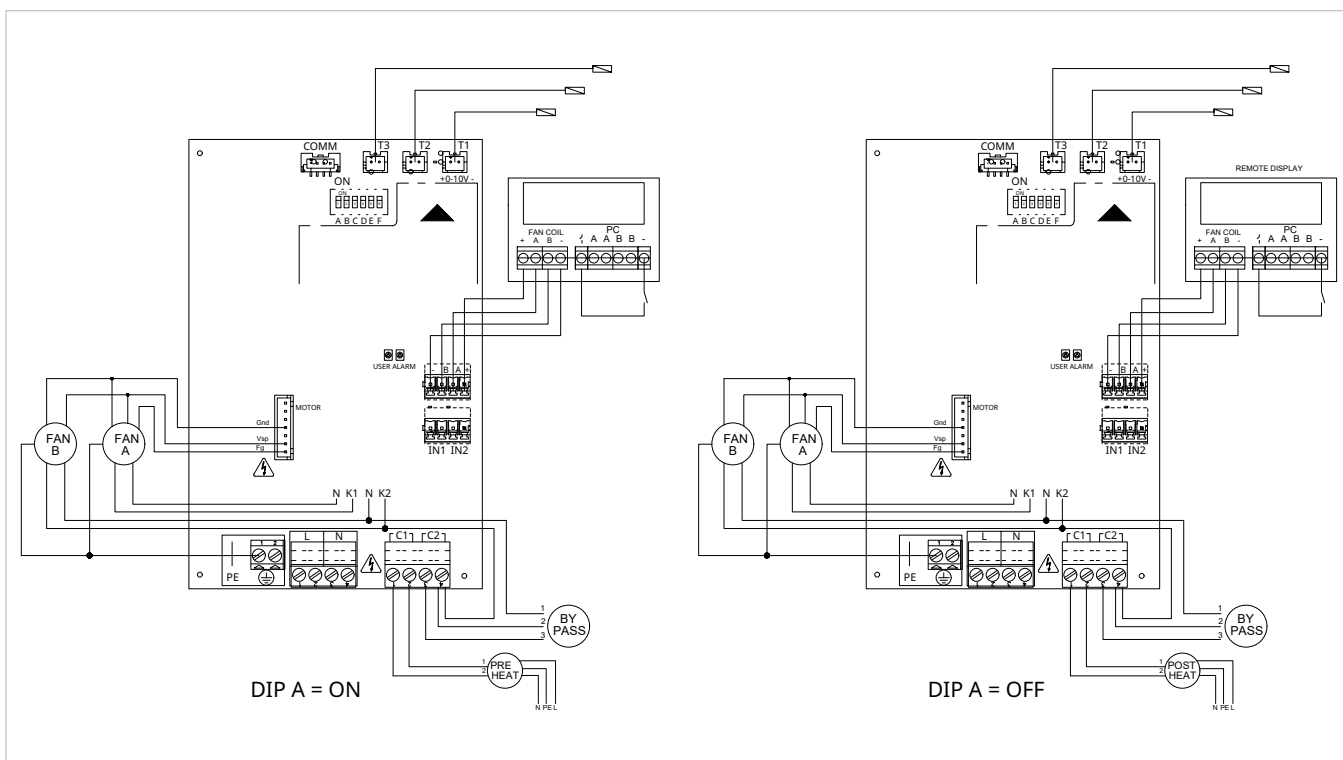 COMM T3 T2 T1
+0-10V -
ON
ON
A B C D E F
FAN COIL PC
+ A B - A A B B -
USER ALARM
- B A +
MOTOR
Gnd
Vsp
Fg
FAN B
FAN A
IN1 IN2
N K1 N K2
L N C1 C2
1 2
PE
1
2
3
BY PASS
1
2
PRE HEAT
N PE L
DIP A = ON
COMM T3 T2 T1
+0-10V -
REMOTE DISPLAY
ON
ON
A B C D E F
FAN COIL PC
+ A B - A A B B -
USER ALARM
- B A +
MOTOR
Gnd
Vsp
Fg
FAN B
FAN A
IN1 IN2
N K1 N K2
L N C1 C2
1 2
PE
1
2
3
BY PASS
1
2
POST HEAT
N PE L
DIP A = OFF